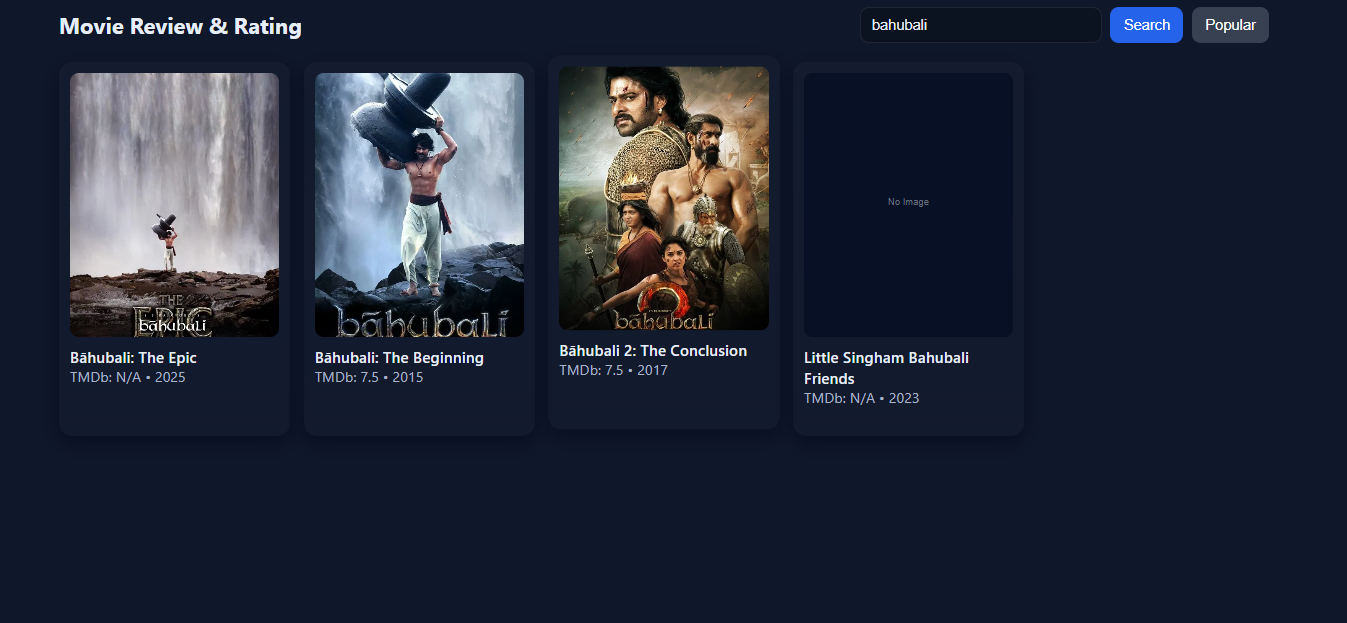 Movie Review & Rating
bahubali
Search
Popular
THE
EPIC
bāhubali
Bāhubali: The Epic
TMDb: N/A • 2025
bāhubali
Bāhubali: The Beginning
TMDb: 7.5 • 2015
2
bāhubali
Bāhubali 2: The Conclusion
TMDb: 7.5 • 2017
No Image
Little Singham Bahubali
Friends
TMDb: N/A • 2023